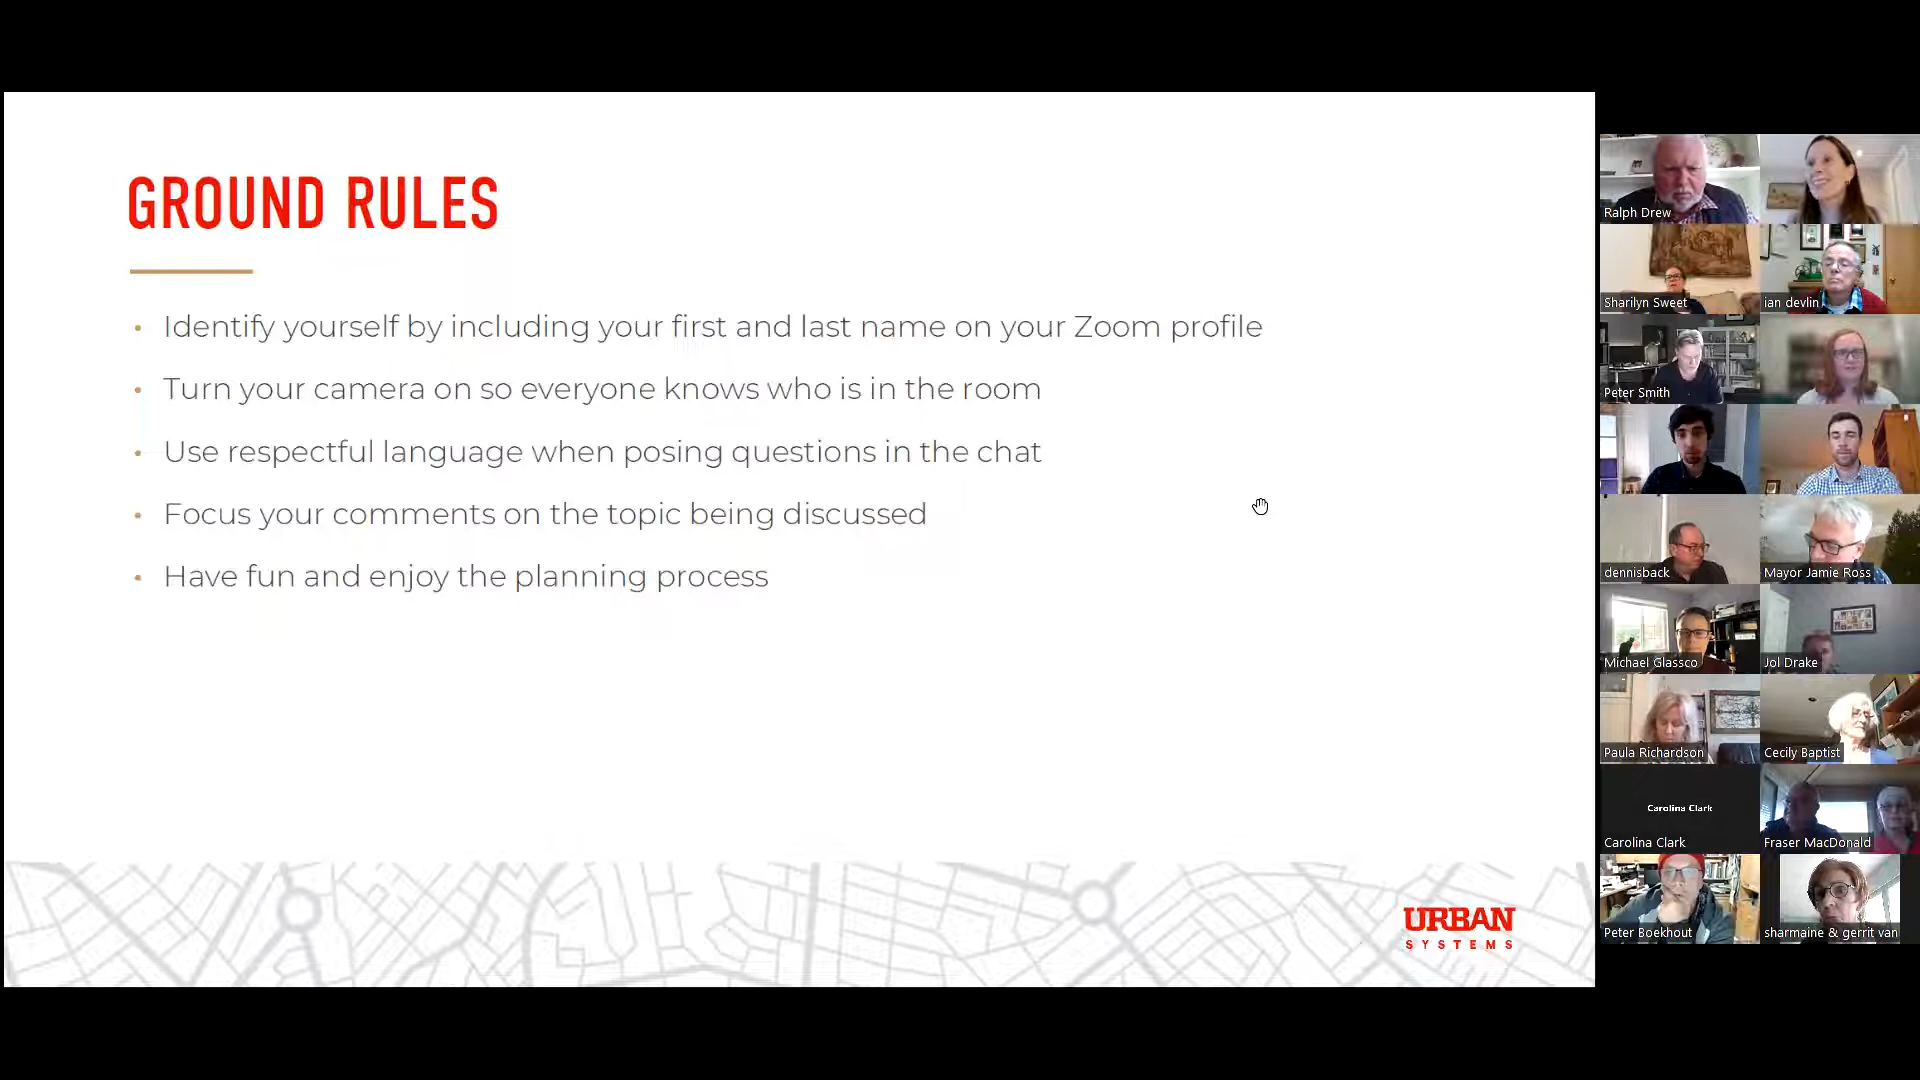 GROUND RULES
Identify yourself by including your first and last name on your Zoom profile
Turn your camera on so everyone knows who is in the room
Use respectful language when posing questions in the chat
Focus your comments on the topic being discussed
Have fun and enjoy the planning process
URBAN
SYSTEMS
Ralph Drew
Sharilyn Sweet
ian devlin
Peter Smith
dennisback
Mayor Jamie Ross
Michael Glassco
Jol Drake
Paula Richardson
Cecily Baptist
Carolina Clark
Carolina Clark
Fraser MacDonald
Peter Boekhout
sharmaine & gerrit van